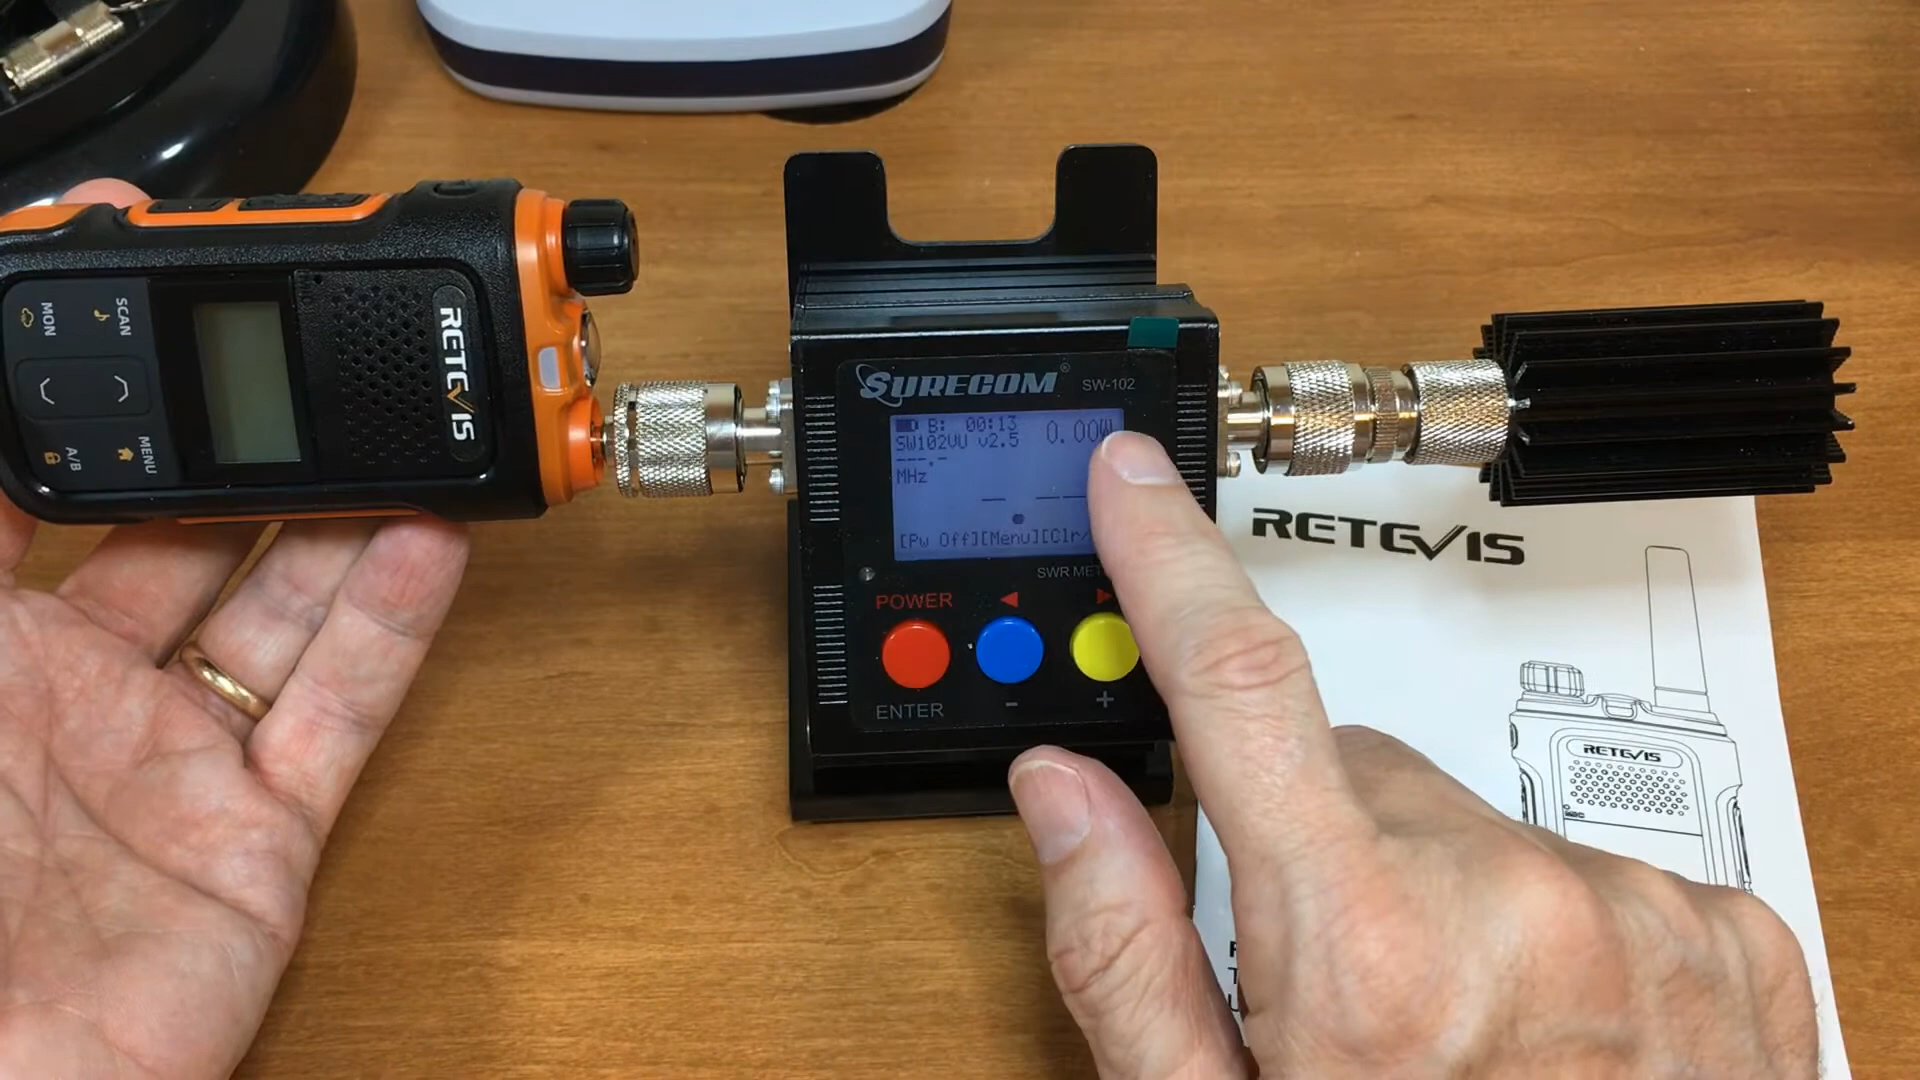 SCAN
MON
MENU
A/B
RETEVIS
SURECOM®
SW-102
B: 00:13
0.00W
SW102VU v2.5
---.-
MHz
[Pw Off][Menu][Clr/
SWR MET
POWER
ENTER
-
+
RETEVIS
RETEVIS
MIC